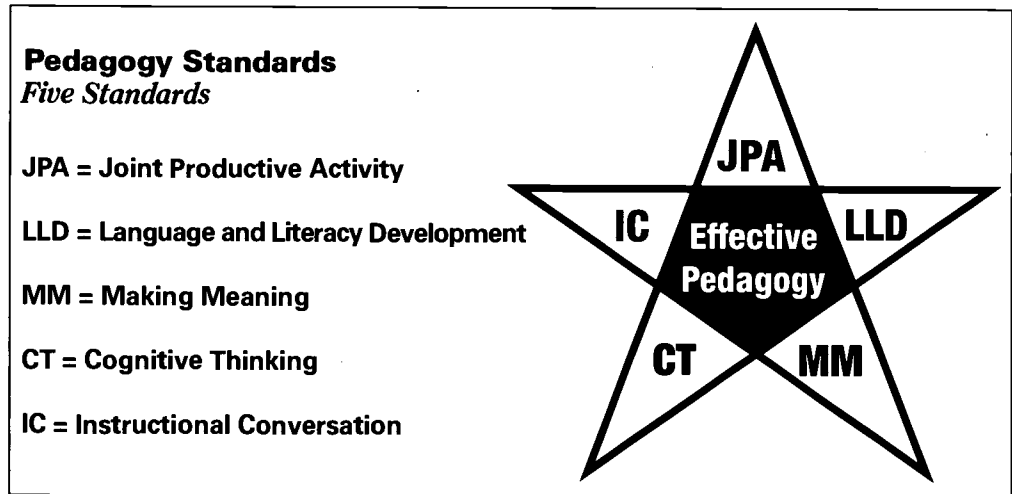 Pedagogy Standards
Five Standards
JPA = Joint Productive Activity
LLD = Language and Literacy Development
MM = Making Meaning
CT = Cognitive Thinking
IC = Instructional Conversation
JPA
IC
Effective
Pedagogy
LLD
CT
MM